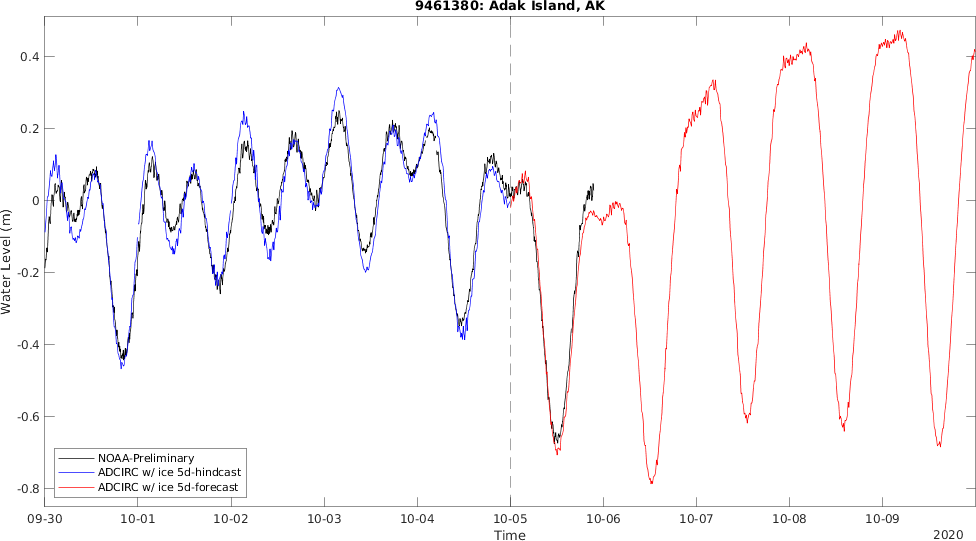 9461380: Adak Island, AK
Water Level (m)
0.4
0.2
0
-0.2
-0.4
-0.6
-0.8
NOAA-Preliminary
ADCIRC w/ ice 5d-hindcast
ADCIRC w/ ice 5d-forecast
09-30 10-01 10-02 10-03 10-04 10-05 10-06 10-07 10-08 10-09
Time
2020